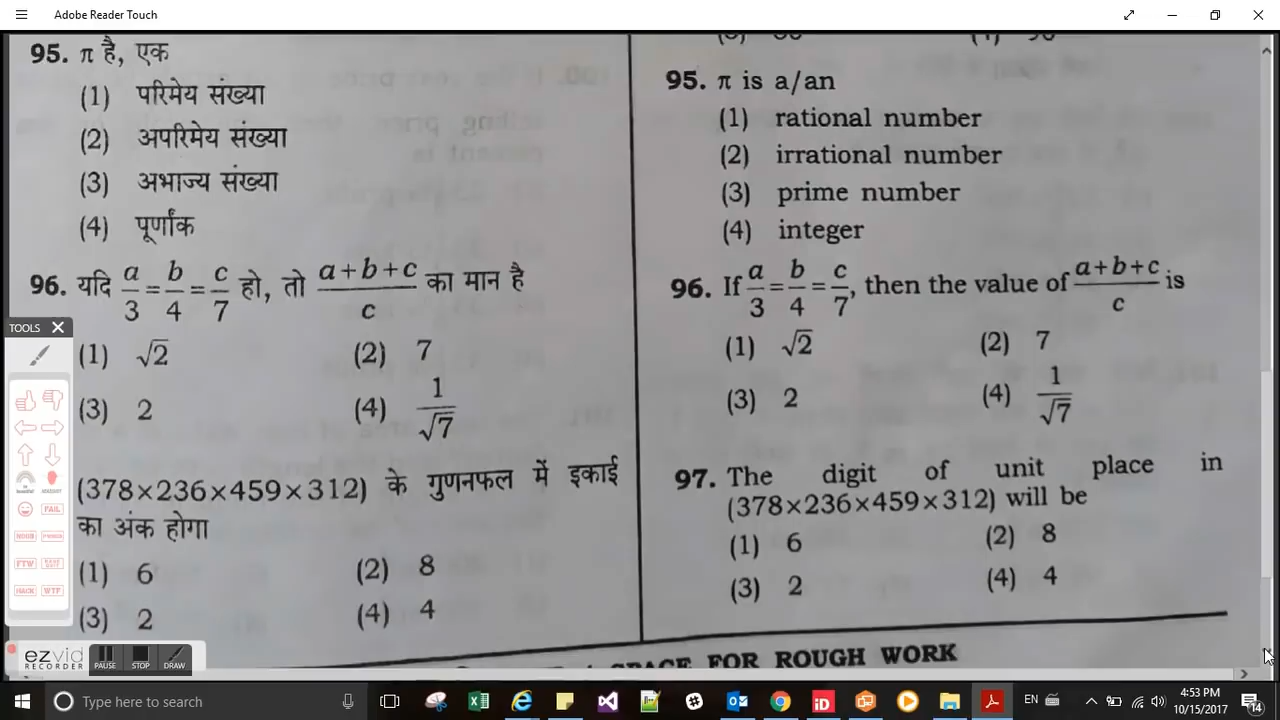 Adobe Reader Touch
95. π है, एक
(1) परिमेय संख्या
(2) अपरिमेय संख्या
(3) अभाज्य संख्या
(4) पूर्णांक
96. यदि a/3 = b/4 = c/7 हो, तो (a+b+c)/c का मान है
(1) √2 (2) 7
(3) 2 (4) 1/√7
(378×236×459×312) के गुणनफल में इकाई
का अंक होगा
(1) 6 (2) 8
(3) 2 (4) 4
95. π is a/an
(1) rational number
(2) irrational number
(3) prime number
(4) integer
96. If a/3 = b/4 = c/7, then the value of (a+b+c)/c is
(1) √2 (2) 7
(3) 2 (4) 1/√7
97. The digit of unit place in
(378×236×459×312) will be
(1) 6 (2) 8
(3) 2 (4) 4
SPACE FOR ROUGH WORK
TOOLS
FAIL
FTW
HACK WTF
ezvid
RECORDER
PAUSE STOP DRAW
Type here to search
EN
4:53 PM
10/15/2017
14